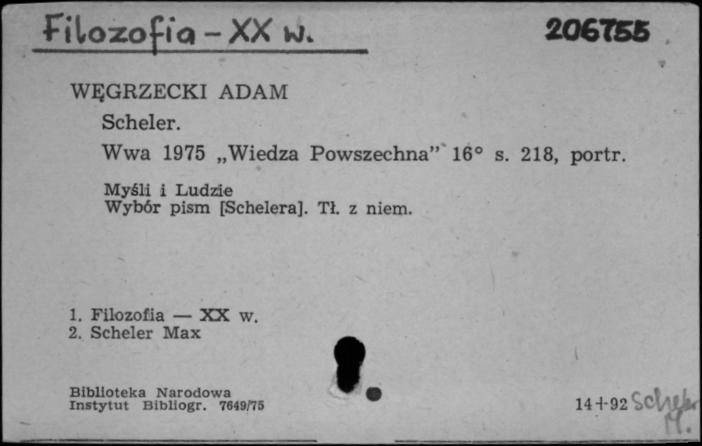 Filozofia – XX w.
206755
WĘGRZECKI ADAM
Scheler.
Wwa 1975 „Wiedza Powszechna” 16° s. 218, portr.
Myśli i Ludzie
Wybór pism [Schelera]. Tł. z niem.
1. Filozofia — XX w.
2. Scheler Max
Biblioteka Narodowa
Instytut Bibliogr. 7649/75
14+92 Scheler
M.